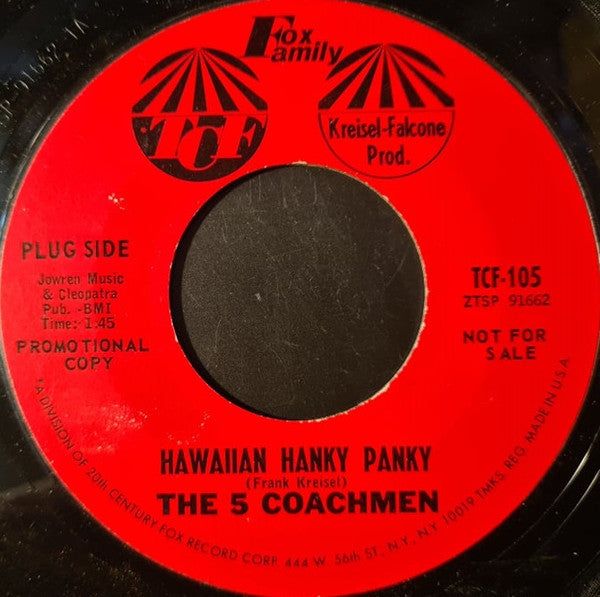 Fox
Family
TCF
Kreisel-Falcone
Prod.
PLUG SIDE
Jowren Music
& Cleopatra
Pub. -BMI
Time: 1:45
PROMOTIONAL
COPY
TCF-105
ZTSP 91662
NOT FOR
SALE
HAWAIIAN HANKY PANKY
(Frank Kreisel)
THE 5 COACHMEN
*A DIVISION OF 20th CENTURY FOX RECORD CORP. 444 W. 56th ST., N.Y., N.Y. 10019 TMKS. REG. MADE IN U.S.A.